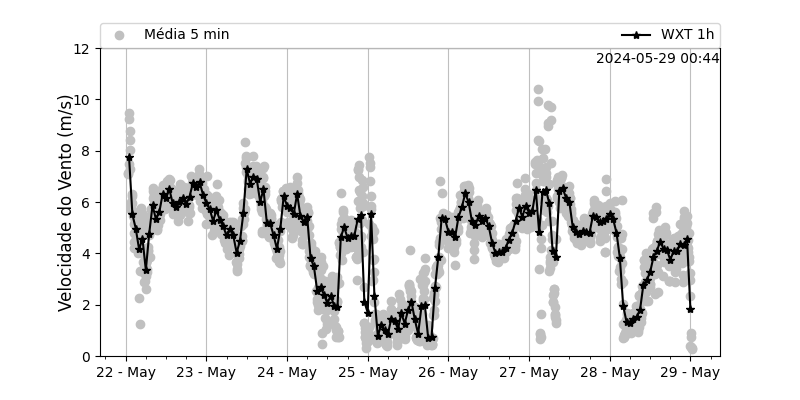 Média 5 min
WXT 1h
2024-05-29 00:44
Velocidade do Vento (m/s)
12
10
8
6
4
2
0
22 - May
23 - May
24 - May
25 - May
26 - May
27 - May
28 - May
29 - May